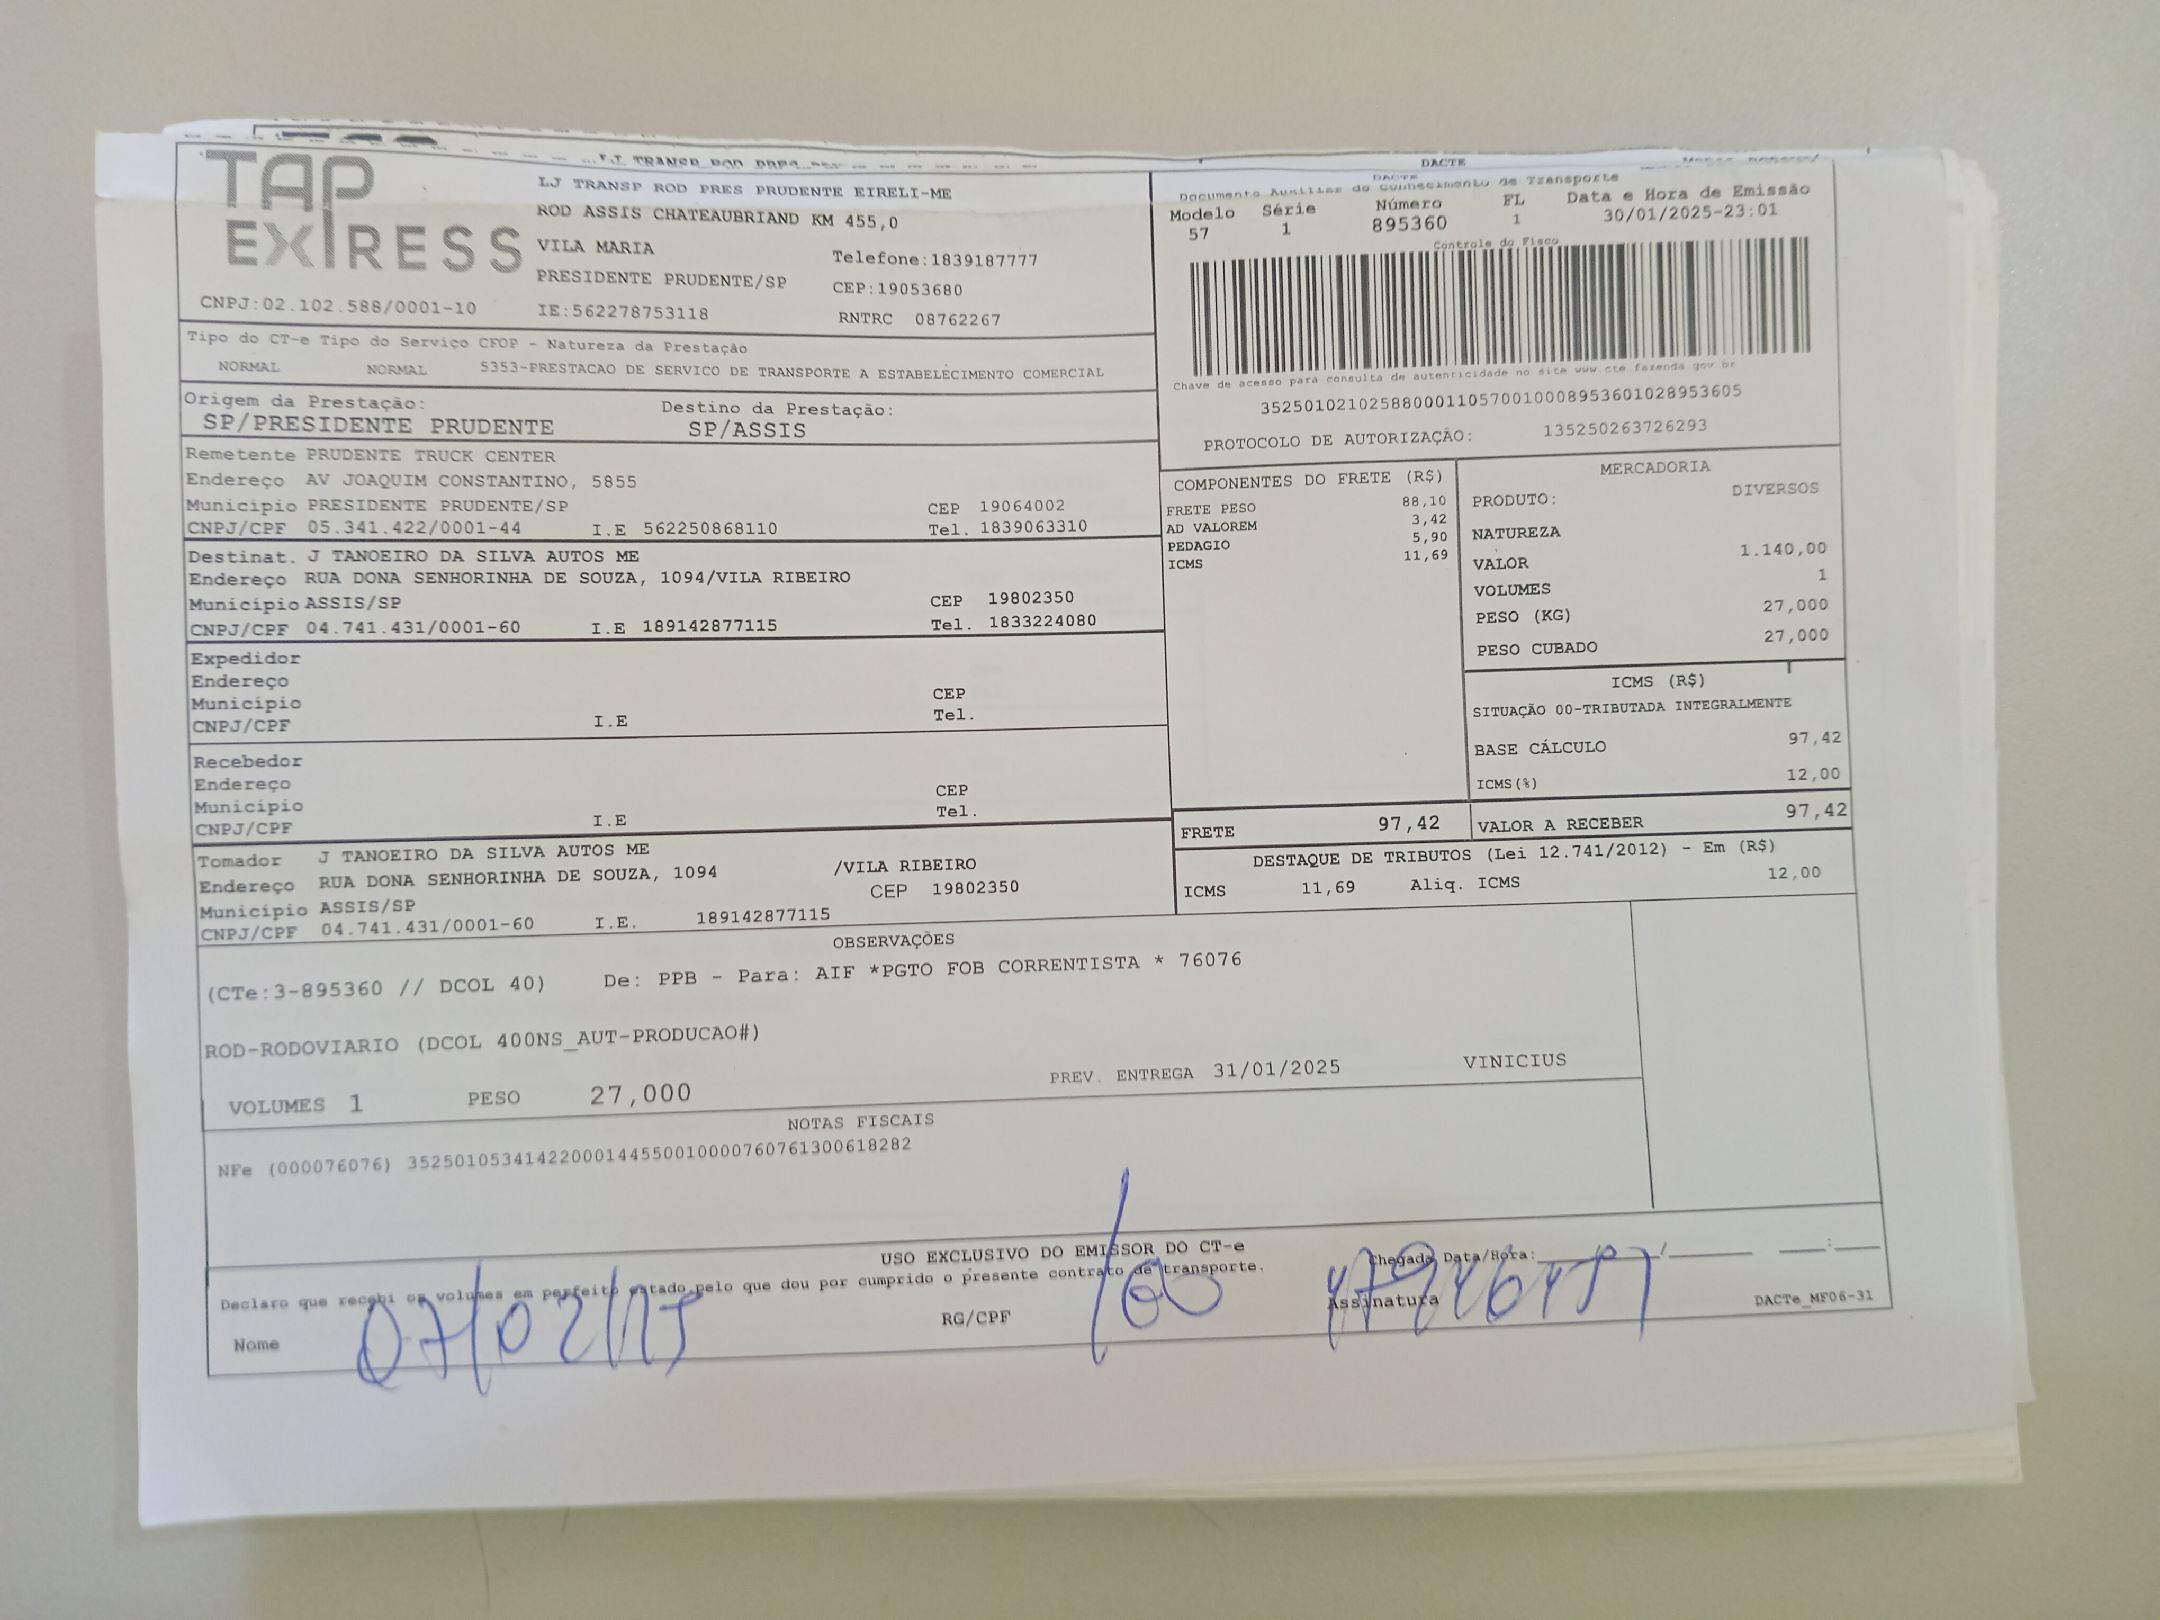 TAP
EXPRESS
LJ TRANSP ROD PRES PRUDENTE EIRELI-ME
ROD ASSIS CHATEAUBRIAND KM 455,0
VILA MARIA
Telefone:1839187777
PRESIDENTE PRUDENTE/SP
CEP:19053680
CNPJ:02.102.588/0001-10 IE:562278753118 RNTRC 08762267
DACTE
DACTE
Documento Auxiliar do Conhecimento de Transporte
Modelo Série Número FL Data e Hora de Emissão
57 1 895360 1 30/01/2025-23:01
Controle do Fisco
Chave de acesso para consulta de autenticidade no site www cte fazenda gov br
35250102102588000110570010008953601028953605
PROTOCOLO DE AUTORIZAÇÃO: 135250263726293
Tipo do CT-e Tipo do Serviço CFOP - Natureza da Prestação
NORMAL NORMAL 5353-PRESTACAO DE SERVICO DE TRANSPORTE A ESTABELECIMENTO COMERCIAL
Origem da Prestação: Destino da Prestação:
SP/PRESIDENTE PRUDENTE SP/ASSIS
Remetente PRUDENTE TRUCK CENTER
Endereço AV JOAQUIM CONSTANTINO, 5855
Município PRESIDENTE PRUDENTE/SP CEP 19064002
CNPJ/CPF 05.341.422/0001-44 I.E 562250868110 Tel. 1839063310
Destinat. J TANOEIRO DA SILVA AUTOS ME
Endereço RUA DONA SENHORINHA DE SOUZA, 1094/VILA RIBEIRO
Município ASSIS/SP CEP 19802350
CNPJ/CPF 04.741.431/0001-60 I.E 189142877115 Tel. 1833224080
Expedidor
Endereço
Município CEP
CNPJ/CPF I.E Tel.
Recebedor
Endereço
Município CEP
CNPJ/CPF I.E Tel.
Tomador J TANOEIRO DA SILVA AUTOS ME
Endereço RUA DONA SENHORINHA DE SOUZA, 1094 /VILA RIBEIRO
Município ASSIS/SP CEP 19802350
CNPJ/CPF 04.741.431/0001-60 I.E. 189142877115
COMPONENTES DO FRETE (R$)
FRETE PESO 88,10
AD VALOREM 3,42
PEDAGIO 5,90
ICMS 11,69
MERCADORIA
PRODUTO: DIVERSOS
NATUREZA
VALOR 1.140,00
VOLUMES 1
PESO (KG) 27,000
PESO CUBADO 27,000
ICMS (R$)
SITUAÇÃO 00-TRIBUTADA INTEGRALMENTE
BASE CÁLCULO 97,42
ICMS(%) 12,00
FRETE 97,42 VALOR A RECEBER 97,42
DESTAQUE DE TRIBUTOS (Lei 12.741/2012) - Em (R$)
ICMS 11,69 Aliq. ICMS 12,00
OBSERVAÇÕES
(CTe:3-895360 // DCOL 40) De: PPB - Para: AIF *PGTO FOB CORRENTISTA * 76076
ROD-RODOVIARIO (DCOL 400NS_AUT-PRODUCAO#)
VOLUMES 1 PESO 27,000 PREV. ENTREGA 31/01/2025 VINICIUS
NOTAS FISCAIS
NFe (000076076) 35250105341422000144550010000760761300618282
USO EXCLUSIVO DO EMISSOR DO CT-e
Declaro que recebi os volumes em perfeito estado,pelo que dou por cumprido o presente contrato de transporte.
Chegada Data/Hora: ___/___ __:__
Nome RG/CPF Assinatura
DACTe_MF06-31